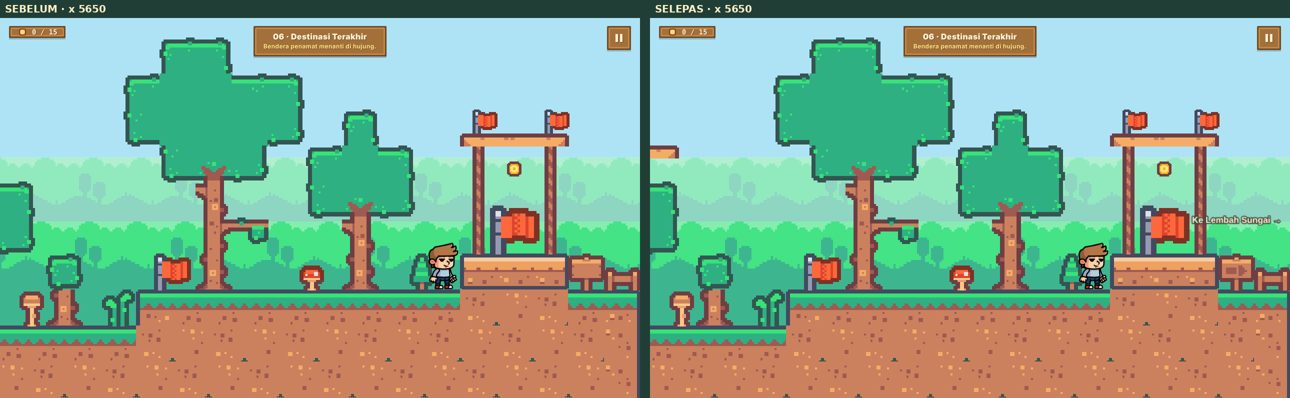 SEBELUM · x 5650
0 / 15
06 · Destinasi Terakhir
Bendera penamat menanti di hujung.
SELEPAS · x 5650
0 / 15
06 · Destinasi Terakhir
Bendera penamat menanti di hujung.
Ke Lembah Sungai →